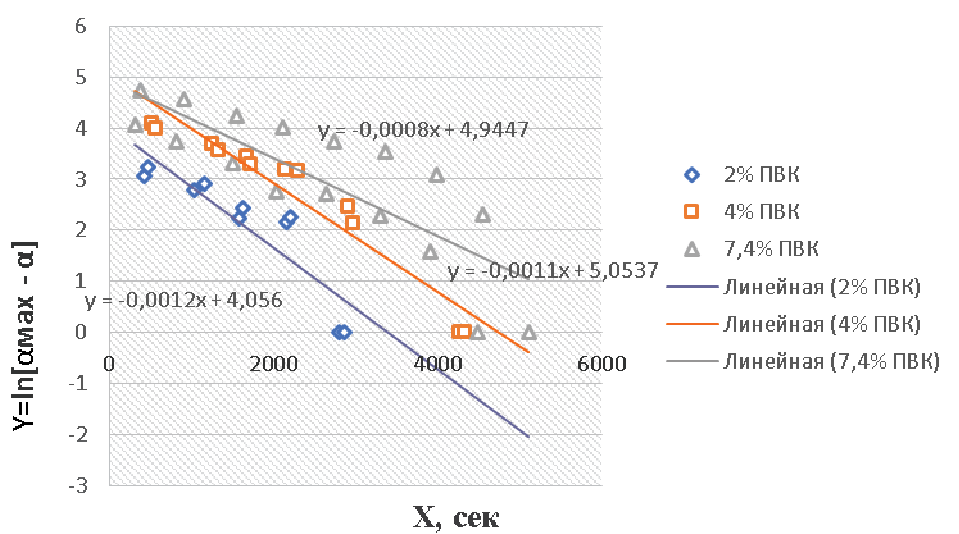 6
5
4
3
2
1
0
-1
-2
-3
0
2000
4000
6000
y = -0,0008x + 4,9447
y = -0,0011x + 5,0537
y = -0,0012x + 4,056
Y=ln[αмах - α]
X, сек
2% ПВК
4% ПВК
7,4% ПВК
Линейная (2% ПВК)
Линейная (4% ПВК)
Линейная (7,4% ПВК)